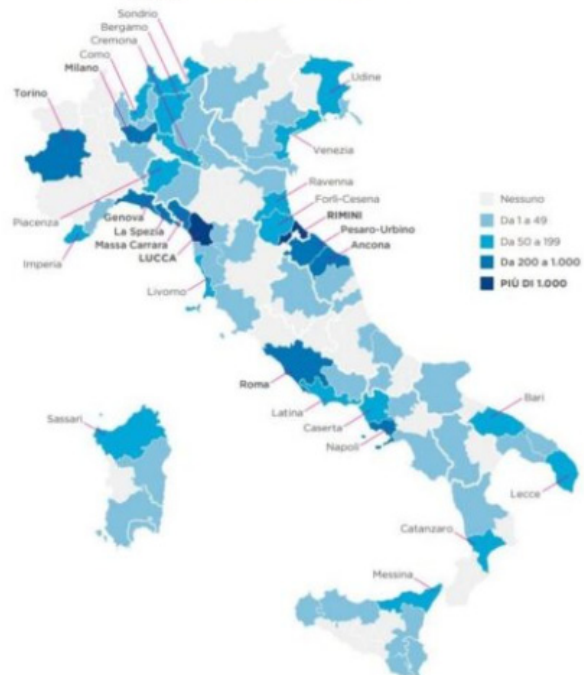 Sondrio
Bergamo
Cremona
Como
Milano
Torino
Udine
Venezia
Ravenna
Forlì-Cesena
RIMINI
Pesaro-Urbino
Ancona
Piacenza
Genova
La Spezia
Massa Carrara
LUCCA
Imperia
Livorno
Nessuno
Da 1 a 49
Da 50 a 199
Da 200 a 1.000
PIÙ DI 1.000
Roma
Latina
Caserta
Napoli
Bari
Sassari
Lecce
Catanzaro
Messina